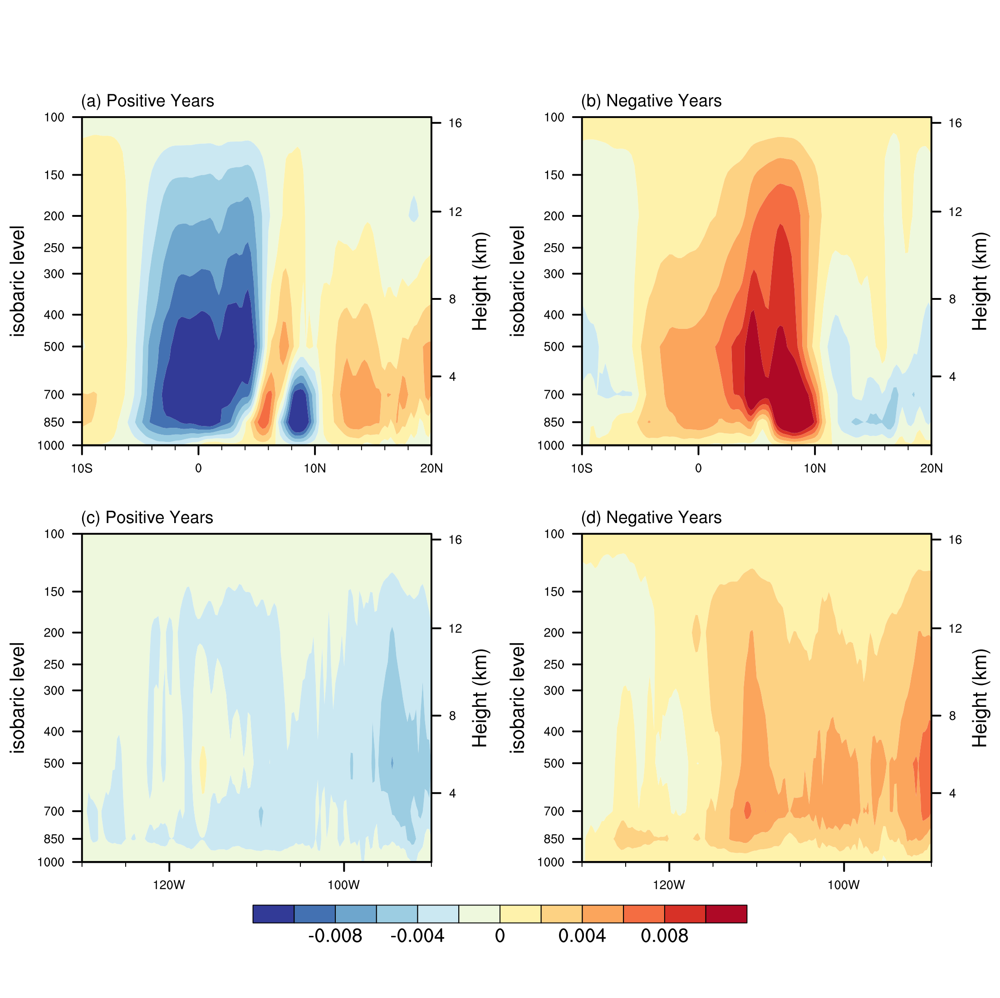 (a) Positive Years
(b) Negative Years
100
150
200
250
300
400
500
700
850
1000
isobaric level
16
12
8
4
Height (km)
10S
0
10N
20N
100
150
200
250
300
400
500
700
850
1000
isobaric level
16
12
8
4
Height (km)
10S
0
10N
20N
(c) Positive Years
(d) Negative Years
100
150
200
250
300
400
500
700
850
1000
isobaric level
16
12
8
4
Height (km)
120W
100W
100
150
200
250
300
400
500
700
850
1000
isobaric level
16
12
8
4
Height (km)
120W
100W
-0.008
-0.004
0
0.004
0.008